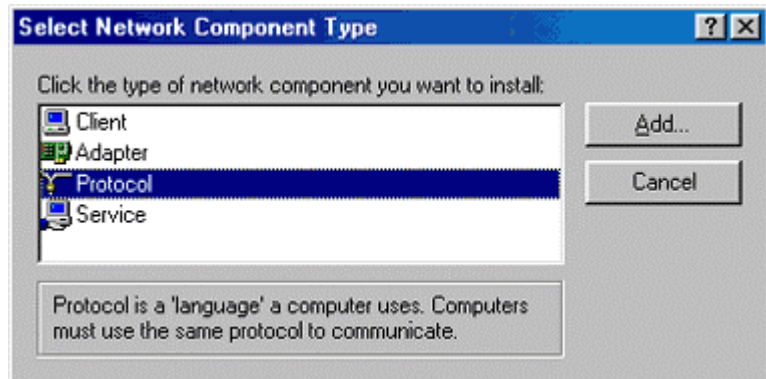 Select Network Component Type
Click the type of network component you want to install:
Client
Adapter
Protocol
Service
Add...
Cancel
Protocol is a 'language' a computer uses. Computers
must use the same protocol to communicate.